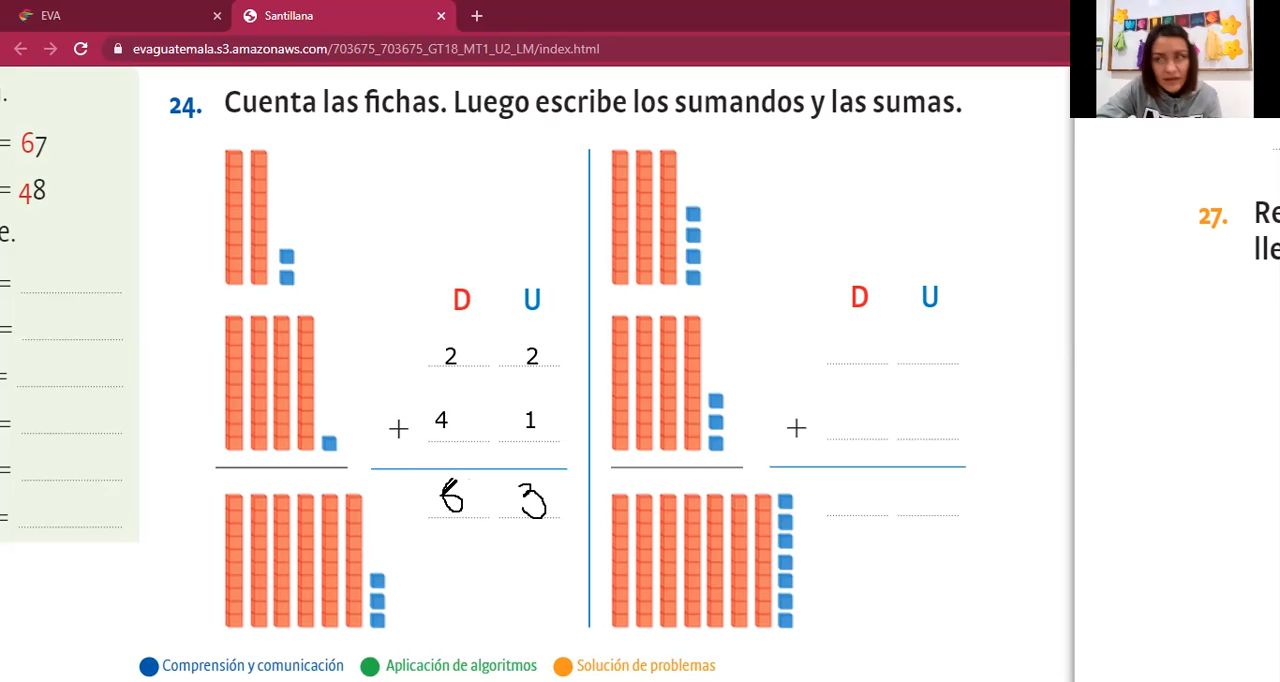 EVA
Santillana
evaguatemala.s3.amazonaws.com/703675_703675_GT18_MT1_U2_LM/index.html
= 67
= 48
e.
=
=
=
=
=
=
24. Cuenta las fichas. Luego escribe los sumandos y las sumas.
D U
2 2
+ 4 1
6 3
D U
+
27. Re
lle
Comprensión y comunicación
Aplicación de algoritmos
Solución de problemas